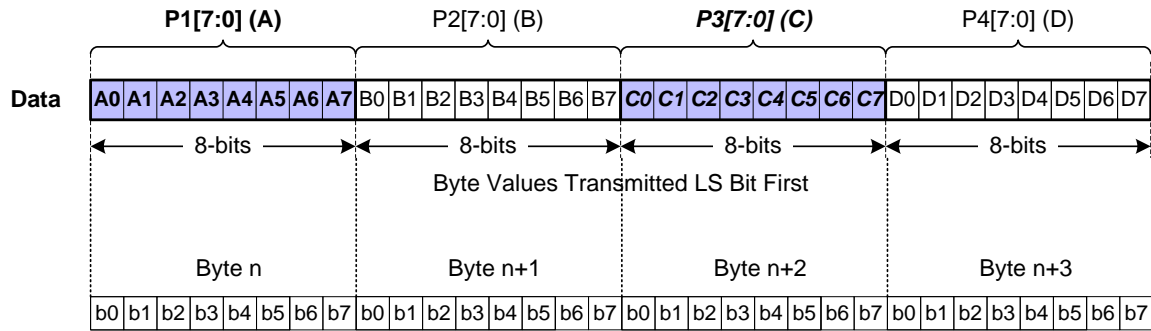 P1[7:0] (A) P2[7:0] (B) P3[7:0] (C) P4[7:0] (D)
Data A0 A1 A2 A3 A4 A5 A6 A7 B0 B1 B2 B3 B4 B5 B6 B7 C0 C1 C2 C3 C4 C5 C6 C7 D0 D1 D2 D3 D4 D5 D6 D7
8-bits 8-bits 8-bits 8-bits
Byte Values Transmitted LS Bit First
Byte n Byte n+1 Byte n+2 Byte n+3
b0 b1 b2 b3 b4 b5 b6 b7 b0 b1 b2 b3 b4 b5 b6 b7 b0 b1 b2 b3 b4 b5 b6 b7 b0 b1 b2 b3 b4 b5 b6 b7